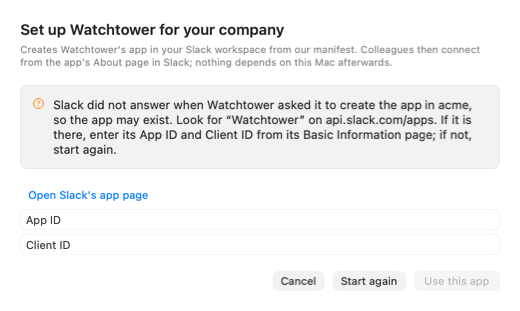 Set up Watchtower for your company
Creates Watchtower's app in your Slack workspace from our manifest. Colleagues then connect
from the app's About page in Slack; nothing depends on this Mac afterwards.
Slack did not answer when Watchtower asked it to create the app in acme,
so the app may exist. Look for “Watchtower” on api.slack.com/apps. If it is
there, enter its App ID and Client ID from its Basic Information page; if not,
start again.
Open Slack's app page
App ID
Client ID
Cancel
Start again
Use this app